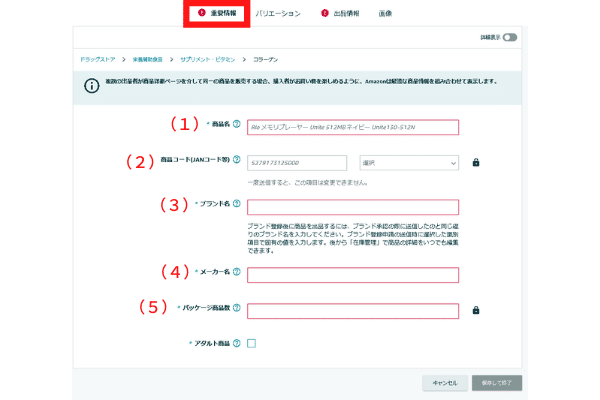 重要情報 バリエーション 出品情報 画像
詳細表示
ドラッグストア > 栄養補助食品 > サプリメント・ビタミン > コラーゲン
複数の出品者が商品詳細ページを介して同一の商品を販売する場合、購入者がお買い物を楽しめるように、Amazonは最適な商品情報を組み合わせて表示します。
(1) * 商品名 Rio メモリプレーヤー Unite 512MBネイビー Unite130-512N
(2) 商品コード(JANコード等) 5379173125000 選択
一度送信すると、この項目は変更できません。
(3) * ブランド名
ブランド登録後に商品を出品するには、ブランド承認の際に送信したのと同じ綴
りのブランド名を入力してください。ブランド登録申請の送信時に選択した識別
項目で固有の値を入力します。後から「在庫管理」で商品の詳細をいつでも編集
できます。
(4) * メーカー名
(5) * パッケージ商品数
* アダルト商品
キャンセル 保存して終了